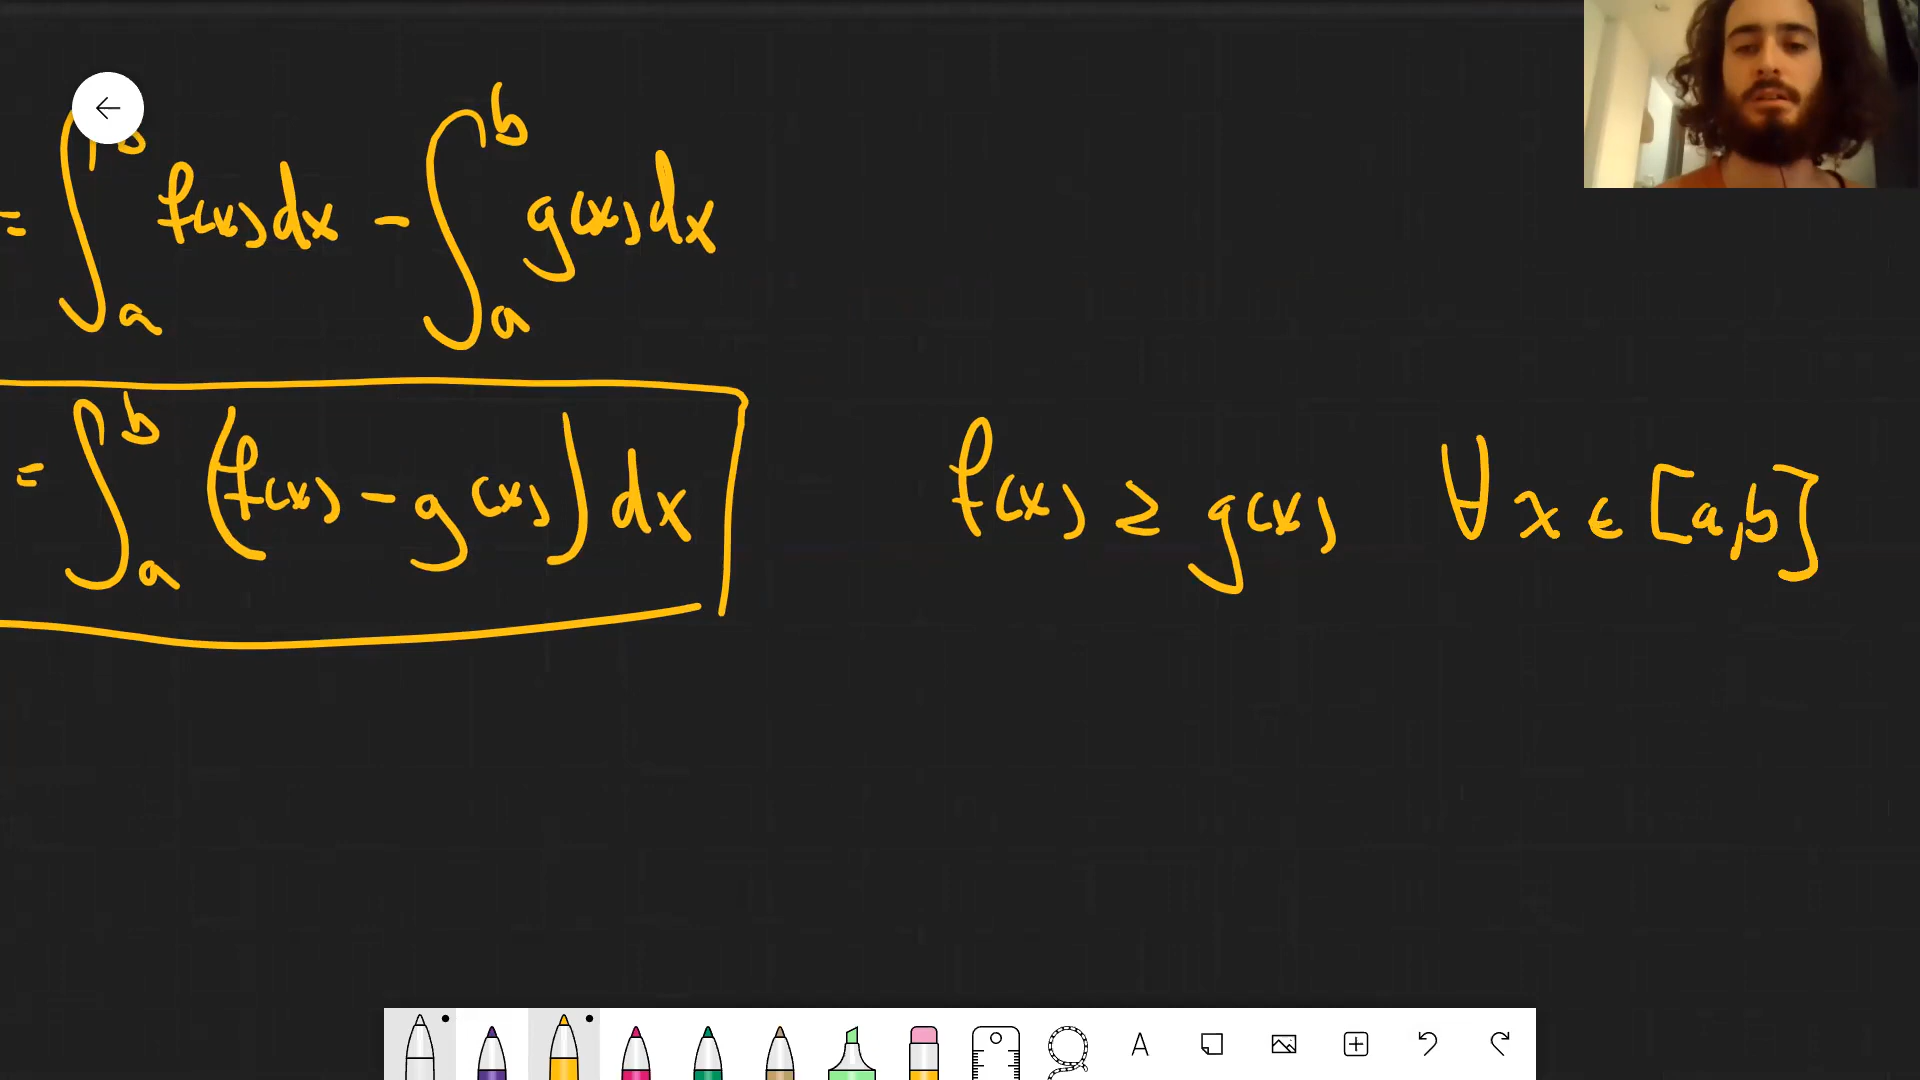 = ∫_a^b f(x)dx - ∫_a^b g(x)dx
= ∫_a^b (f(x) - g(x)) dx
f(x) ≥ g(x) ∀ x ∈ [a,b]
A